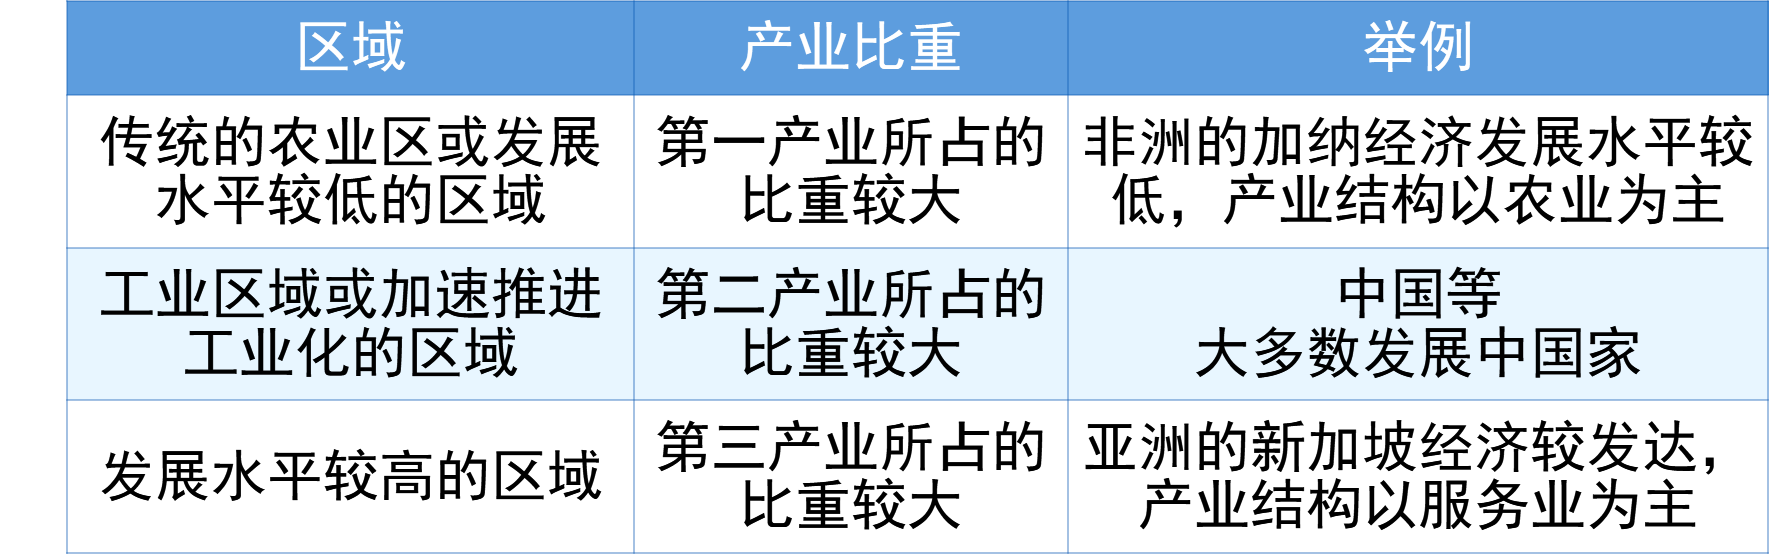 区域 产业比重 举例
传统的农业区或发展 第一产业所占的 非洲的加纳经济发展水平较
水平较低的区域 比重较大 低，产业结构以农业为主
工业区域或加速推进 第二产业所占的 中国等
工业化的区域 比重较大 大多数发展中国家
发展水平较高的区域 第三产业所占的 亚洲的新加坡经济较发达，
比重较大 产业结构以服务业为主